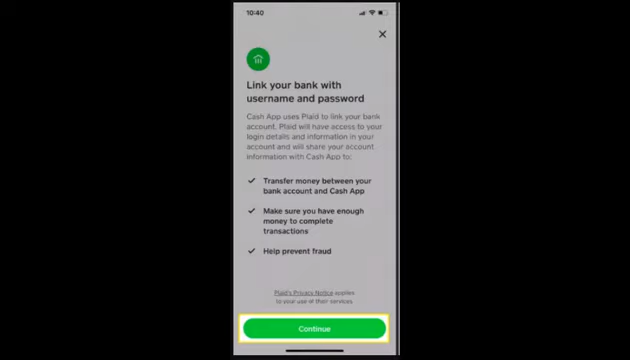 10:40
Link your bank with
username and password
Cash App uses Plaid to link your bank
account. Plaid will have access to your
login details and information in your
account and will share your account
information with Cash App to:
Transfer money between your
bank account and Cash App
Make sure you have enough
money to complete
transactions
Help prevent fraud
Plaid's Privacy Notice applies
to your use of their services
Continue